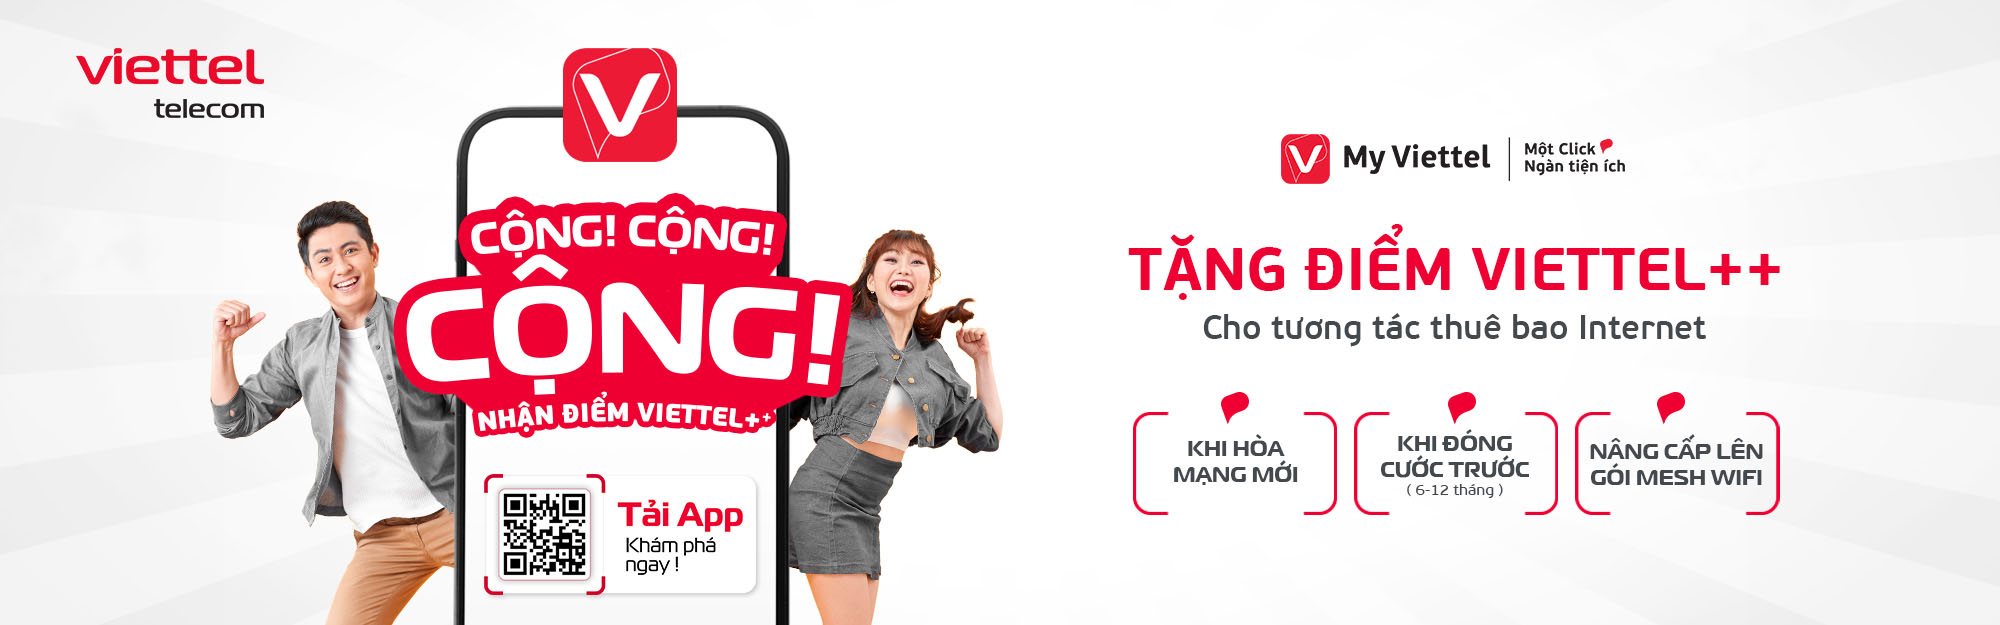 viettel
telecom
V
CỘNG! CỘNG!
CỘNG!
NHẬN ĐIỂM VIETTEL++
Tải App
Khám phá
ngay !
V
My Viettel
Một Click
Ngàn tiện ích
TẶNG ĐIỂM VIETTEL++
Cho tương tác thuê bao Internet
KHI HÒA
MẠNG MỚI
KHI ĐÓNG
CƯỚC TRƯỚC
( 6-12 tháng )
NÂNG CẤP LÊN
GÓI MESH WIFI